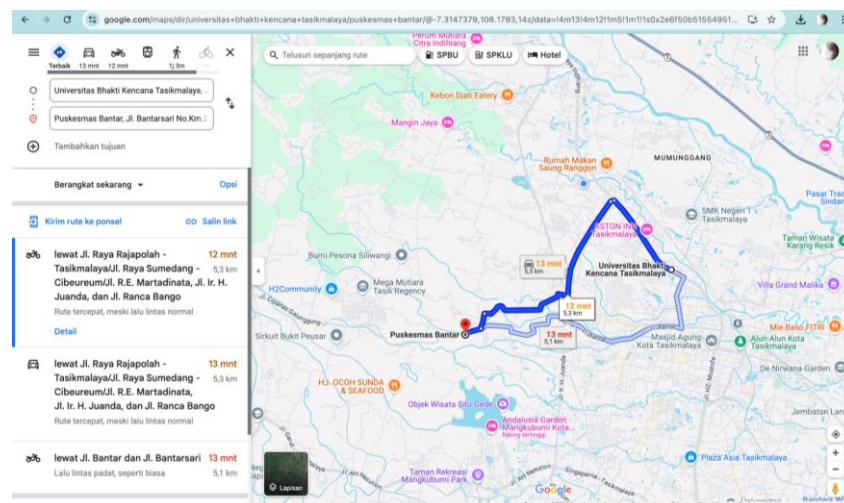 google.com/maps/dir/universitas+bhakti+kencana+tasikmalaya/puskesmas+bantar/@-7.3147379,108.1793,14z/data=!4m13!4m12!1m5!1m1!1s0x2e6f50b51554951...
Terbaik 13 mnt 12 mnt 1j 3m
Universitas Bhakti Kencana Tasikmalaya,
Puskesmas Bantar, Jl. Bantarsari No.Km.2
Tambahkan tujuan
Berangkat sekarang Opsi
Kirim rute ke ponsel Salin link
lewat Jl. Raya Rajapolah - 12 mnt
Tasikmalaya/Jl. Raya Sumedang - 5,3 km
Cibeureum/Jl. R.E. Martadinata, Jl. Ir. H.
Juanda, dan Jl. Ranca Bango
Rute tercepat, meski lalu lintas normal
Detail
lewat Jl. Raya Rajapolah - 13 mnt
Tasikmalaya/Jl. Raya Sumedang - 5,3 km
Cibeureum/Jl. R.E. Martadinata,
Jl. Ir. H. Juanda, dan Jl. Ranca Bango
Rute tercepat, meski lalu lintas normal
lewat Jl. Bantar dan Jl. Bantarsari 13 mnt
Lalu lintas padat, seperti biasa 5,1 km
Telusuri sepanjang rute
SPBU
SPKLU
Hotel
Perum Mutiara
Citra Indihiang
Kebon Djati Eatery
Mangin Jaya
Rumah Makan
Saung Ranggon
MUMUNGGANG
Pasar Trad
Sindan
SMK Negeri 1
Tasikmalaya
ASTON INN
Tasikmalaya
Taman Wisata
Karang Resik
Bumi Pesona Siliwangi
13 mnt
5,3 km
Universitas Bhakti
Kencana Tasikmalaya
H2Community
Mega Mutiara
Tasik Regency
Villa Grand Malika
12 mnt
5,3 km
Sirkuit Bukit Peusar
Puskesmas Bantar
13 mnt
5,1 km
Masjid Agung
Kota Tasikmalaya
Mie Baso FITRI
Alun-Alun Kota
Tasikmalaya
De Nirwana Garden
HJ. OCOH SUNDA
& SEAFOOD
Jl. Ir. H. Juanda
Jl. HZ. Mustofa
Objek Wisata Situ Gede
Andalusia Garden
Mangkubumi Kota...
Rating tertinggi
Jembatan Lan
Plaza Asia Tasikmalaya
Taman Rekreasi
Mangkubumi Park
Lapisan
Google